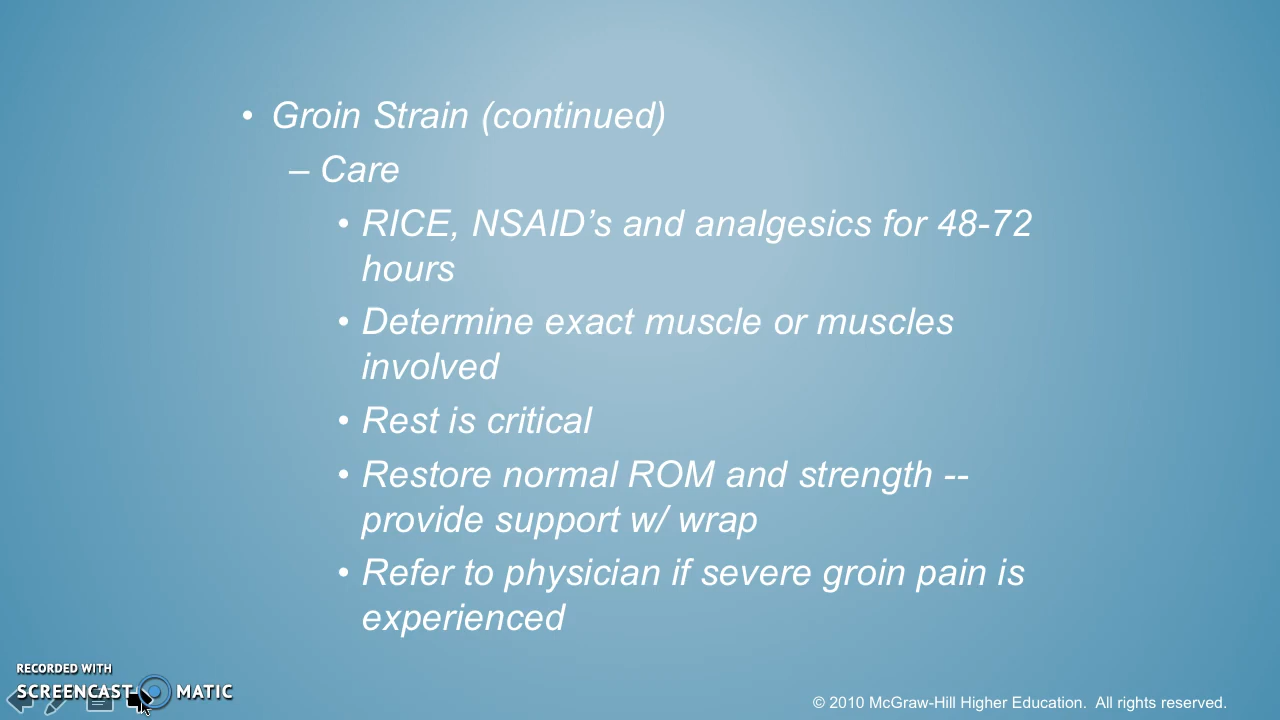 • Groin Strain (continued)
– Care
• RICE, NSAID’s and analgesics for 48-72
hours
• Determine exact muscle or muscles
involved
• Rest is critical
• Restore normal ROM and strength --
provide support w/ wrap
• Refer to physician if severe groin pain is
experienced
RECORDED WITH
SCREENCAST MATIC
© 2010 McGraw-Hill Higher Education. All rights reserved.